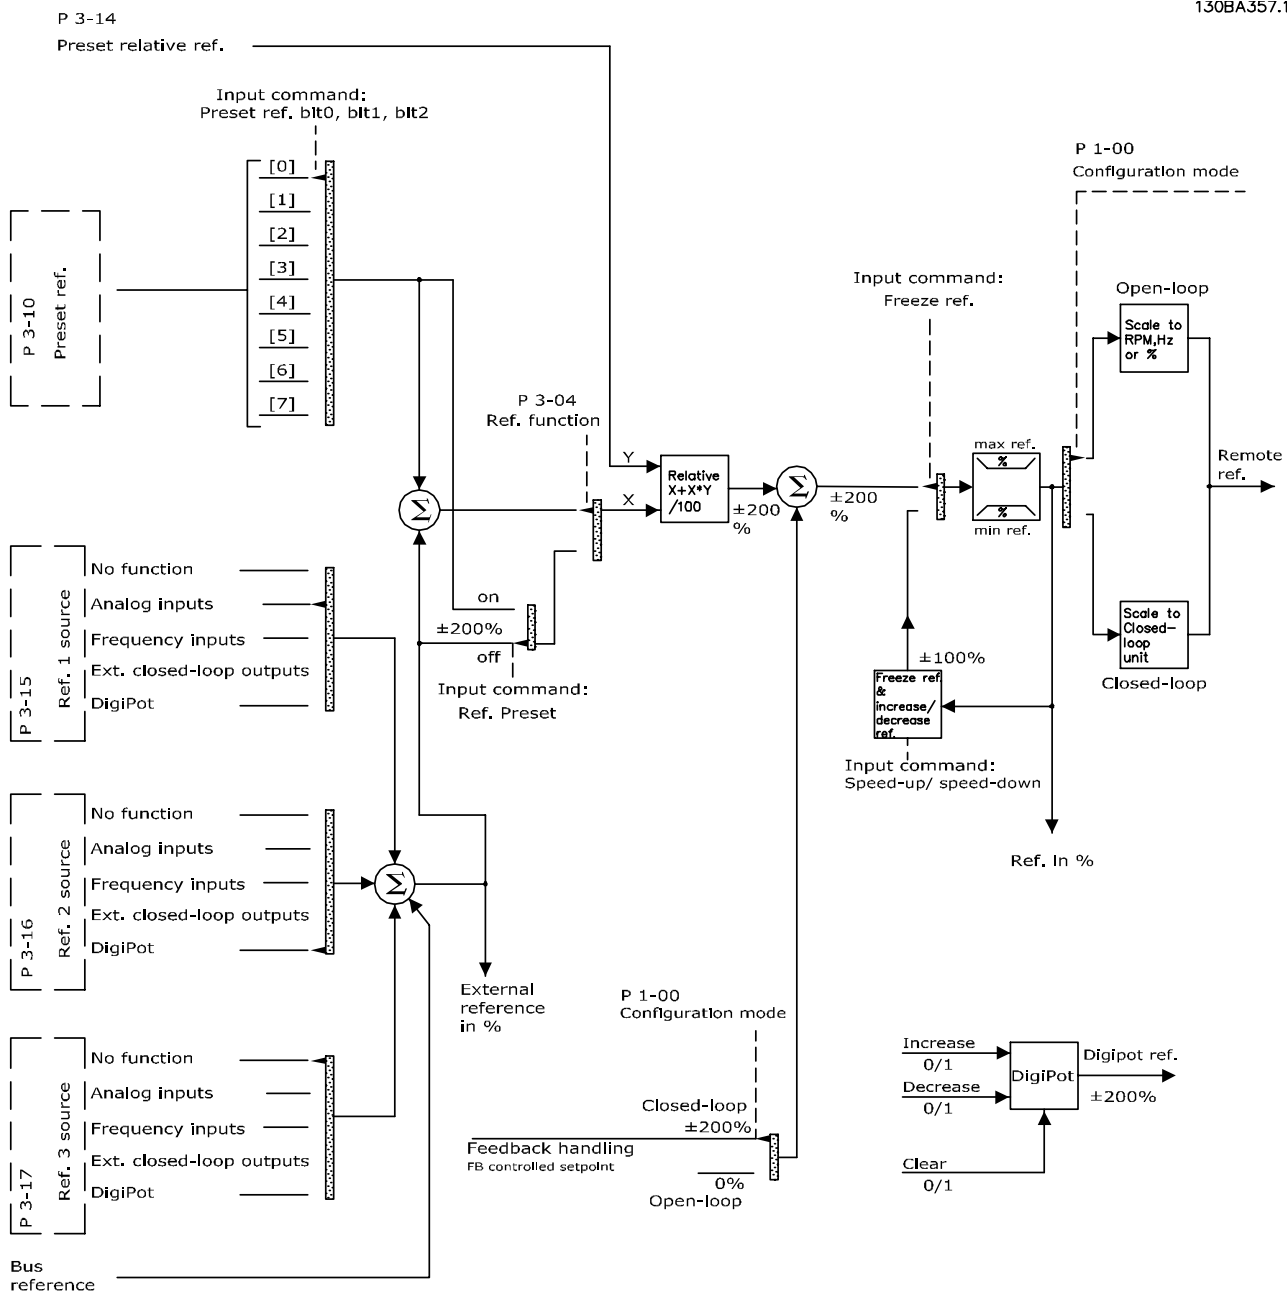 130BA357.1
P 3-14
Preset relative ref.
Input command:
Preset ref. bit0, bit1, bit2
[0]
[1]
[2]
[3]
[4]
[5]
[6]
[7]
P 3-10
Preset ref.
P 1-00
Configuration mode
Input command:
Freeze ref.
Open-loop
Scale to
RPM,Hz
or %
P 3-04
Ref. function
Y
X
Relative
X+X*Y
/100
±200
%
Σ
±200
%
max ref.
%
%
min ref.
Remote
ref.
Σ
on
±200%
off
Input command:
Ref. Preset
±100%
Freeze ref.
&
increase/
decrease
ref.
Input command:
Speed-up/ speed-down
Scale to
Closed-
loop
unit
Closed-loop
Ref. in %
P 3-15
Ref. 1 source
No function
Analog inputs
Frequency inputs
Ext. closed-loop outputs
DigiPot
P 3-16
Ref. 2 source
No function
Analog inputs
Frequency inputs
Ext. closed-loop outputs
DigiPot
Σ
External
reference
in %
P 3-17
Ref. 3 source
No function
Analog inputs
Frequency inputs
Ext. closed-loop outputs
DigiPot
Bus
reference
P 1-00
Configuration mode
Closed-loop
±200%
Feedback handling
FB controlled setpoint
0%
Open-loop
Increase
0/1
Decrease
0/1
Clear
0/1
DigiPot
Digipot ref.
±200%